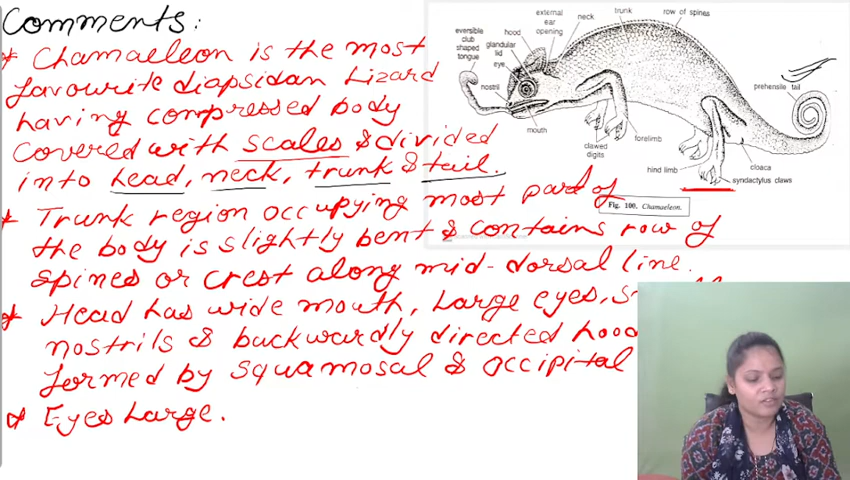 Comments:
* Chamaeleon is the most
favourite diapsidan Lizard
having compressed body
covered with scales & divided
into head, neck, trunk & tail.
* Trunk region occupying most part of
the body is slightly bent & contains row of
spines or crest along mid-dorsal line.
* Head has wide mouth, Large eyes,
nostrils & backwardly directed hood
formed by squamosal & occipital
* Eyes Large.
eversible
club
shaped
tongue
hood
glandular
lid
eye
nostril
external
ear
opening
neck
trunk
row of spines
prehensile tail
mouth
clawed
digits
forelimb
hind limb
cloaca
syndactylus claws
Fig. 100. Chamaeleon.